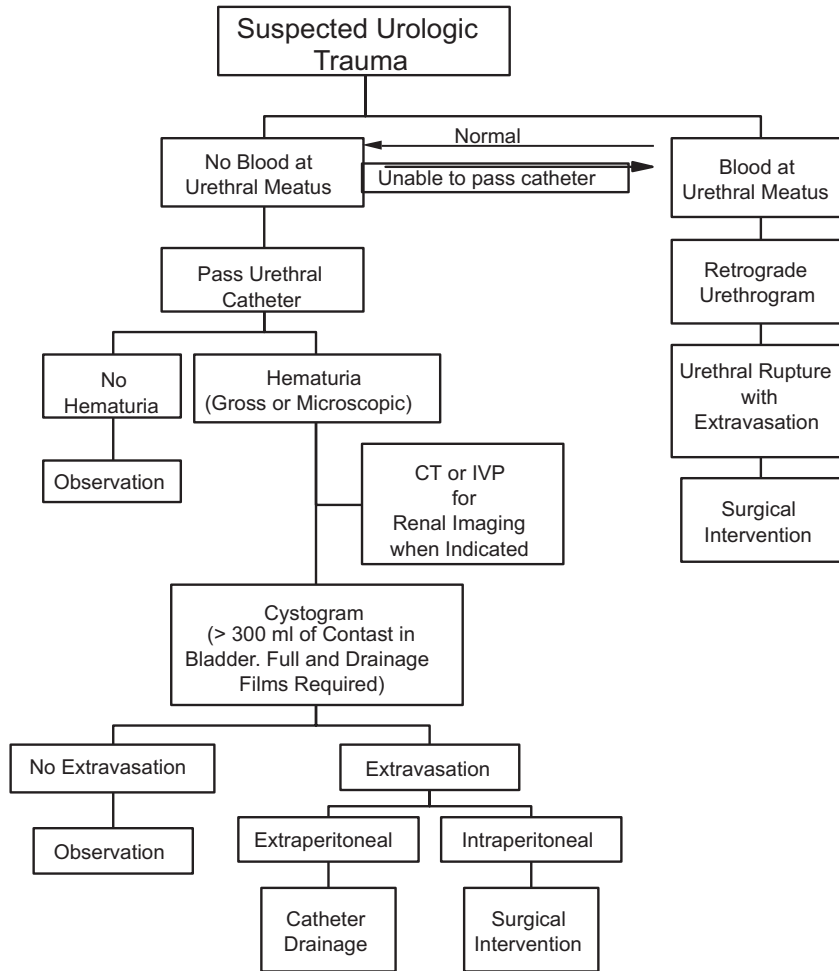 Suspected Urologic
Trauma
Normal
No Blood at
Urethral Meatus
Unable to pass catheter
Blood at
Urethral Meatus
Pass Urethral
Catheter
Retrograde
Urethrogram
No
Hematuria
Hematuria
(Gross or Microscopic)
Urethral Rupture
with
Extravasation
Observation
CT or IVP
for
Renal Imaging
when Indicated
Surgical
Intervention
Cystogram
(> 300 ml of Contast in
Bladder. Full and Drainage
Films Required)
No Extravasation
Extravasation
Observation
Extraperitoneal
Intraperitoneal
Catheter
Drainage
Surgical
Intervention